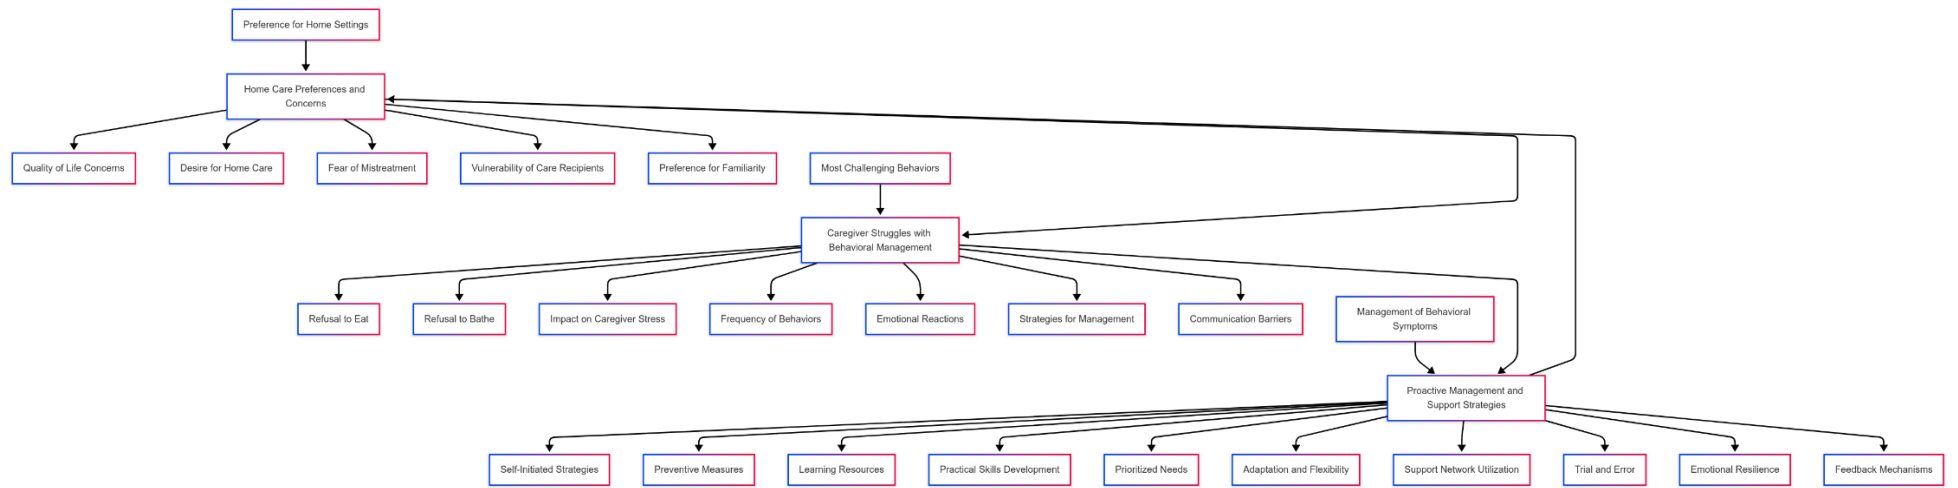 Preference for Home Settings
Home Care Preferences and
Concerns
Quality of Life Concerns
Desire for Home Care
Fear of Mistreatment
Vulnerability of Care Recipients
Preference for Familiarity
Most Challenging Behaviors
Caregiver Struggles with
Behavioral Management
Refusal to Eat
Refusal to Bathe
Impact on Caregiver Stress
Frequency of Behaviors
Emotional Reactions
Strategies for Management
Communication Barriers
Management of Behavioral
Symptoms
Proactive Management and
Support Strategies
Self-Initiated Strategies
Preventive Measures
Learning Resources
Practical Skills Development
Prioritized Needs
Adaptation and Flexibility
Support Network Utilization
Trial and Error
Emotional Resilience
Feedback Mechanisms